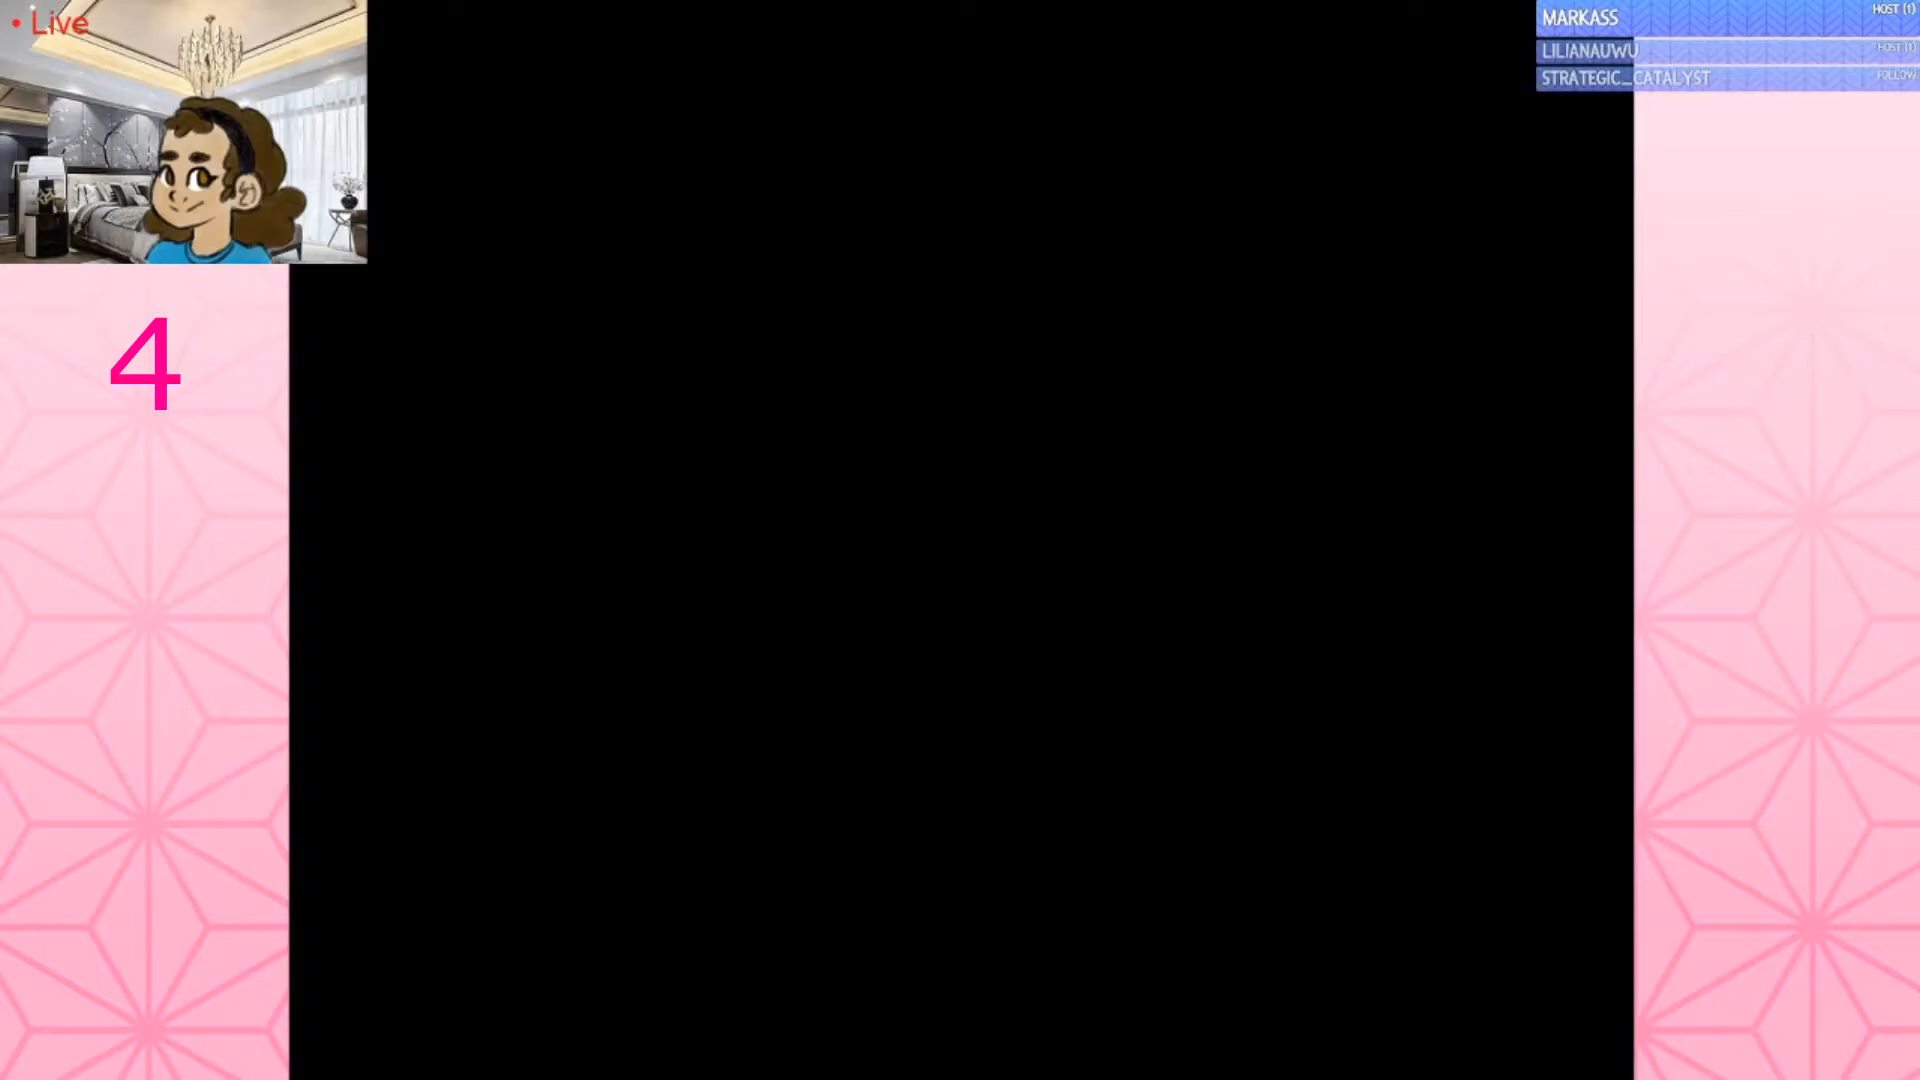 • Live
MARKASS HOST (1)
LILIANAUWU HOST (1)
STRATEGIC_CATALYST FOLLOW
4